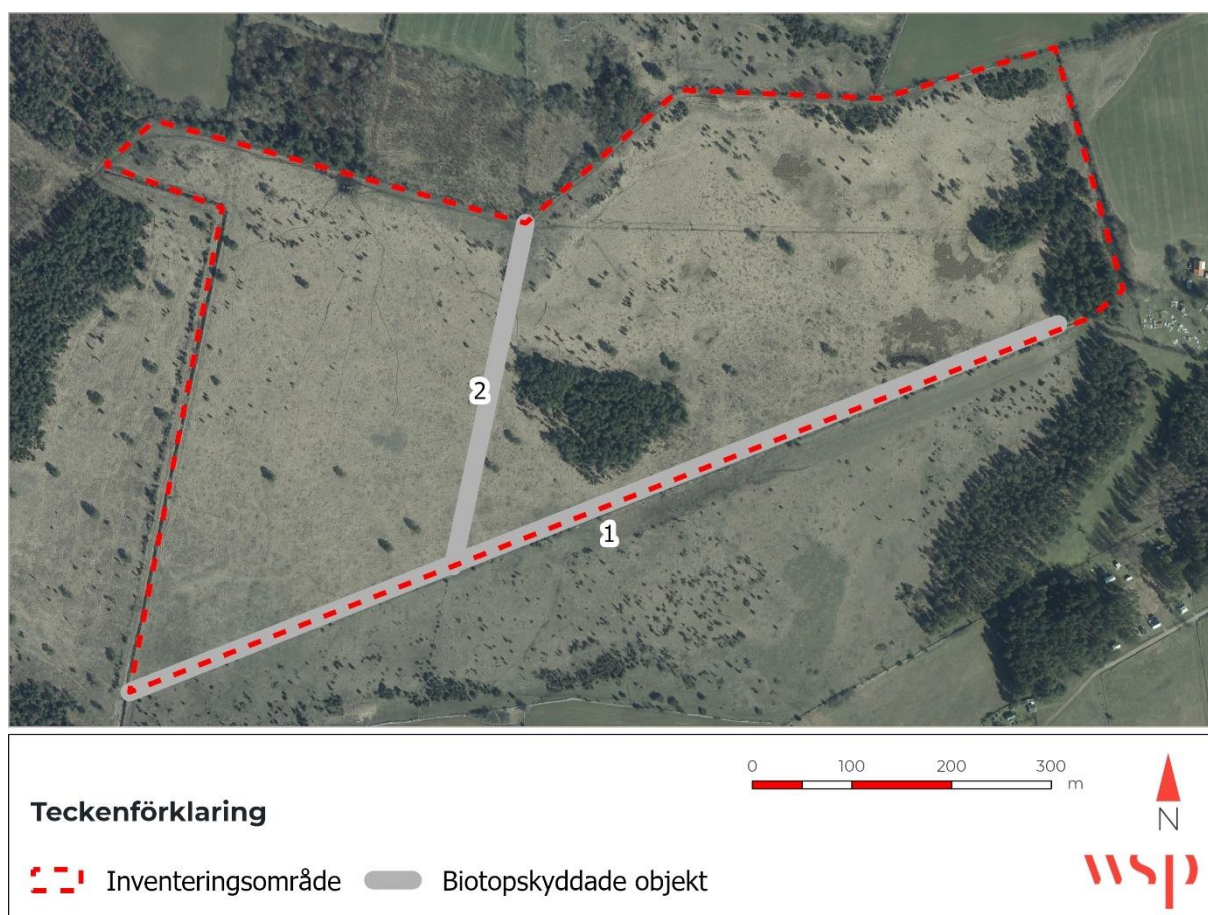 2
1
0 100 200 300
m
Teckenförklaring
N
Inventeringsområde Biotopskyddade objekt
wsp